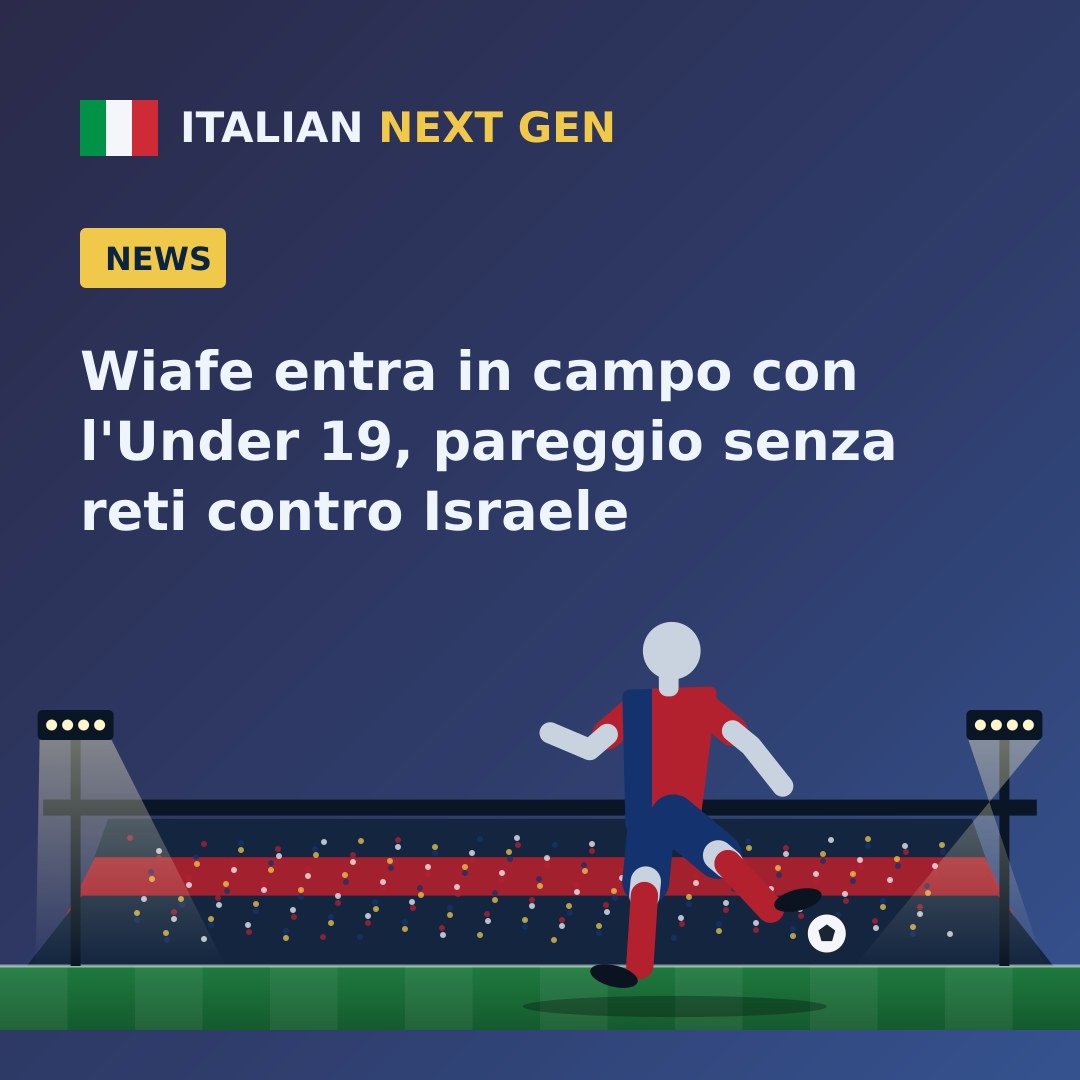 ITALIAN NEXT GEN
NEWS
Wiafe entra in campo con
l'Under 19, pareggio senza
reti contro Israele